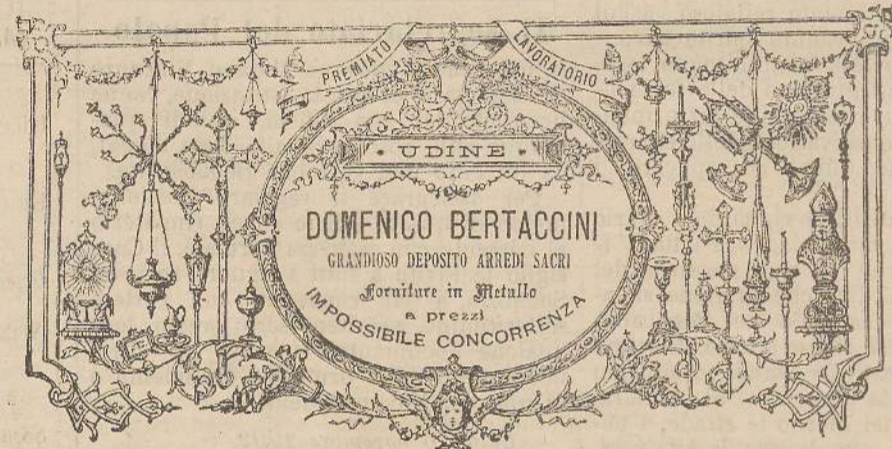 PREMIATO LAVORATORIO
• UDINE •
DOMENICO BERTACCINI
GRANDIOSO DEPOSITO ARREDI SACRI
Forniture in Metallo
a prezzi
IMPOSSIBILE CONCORRENZA